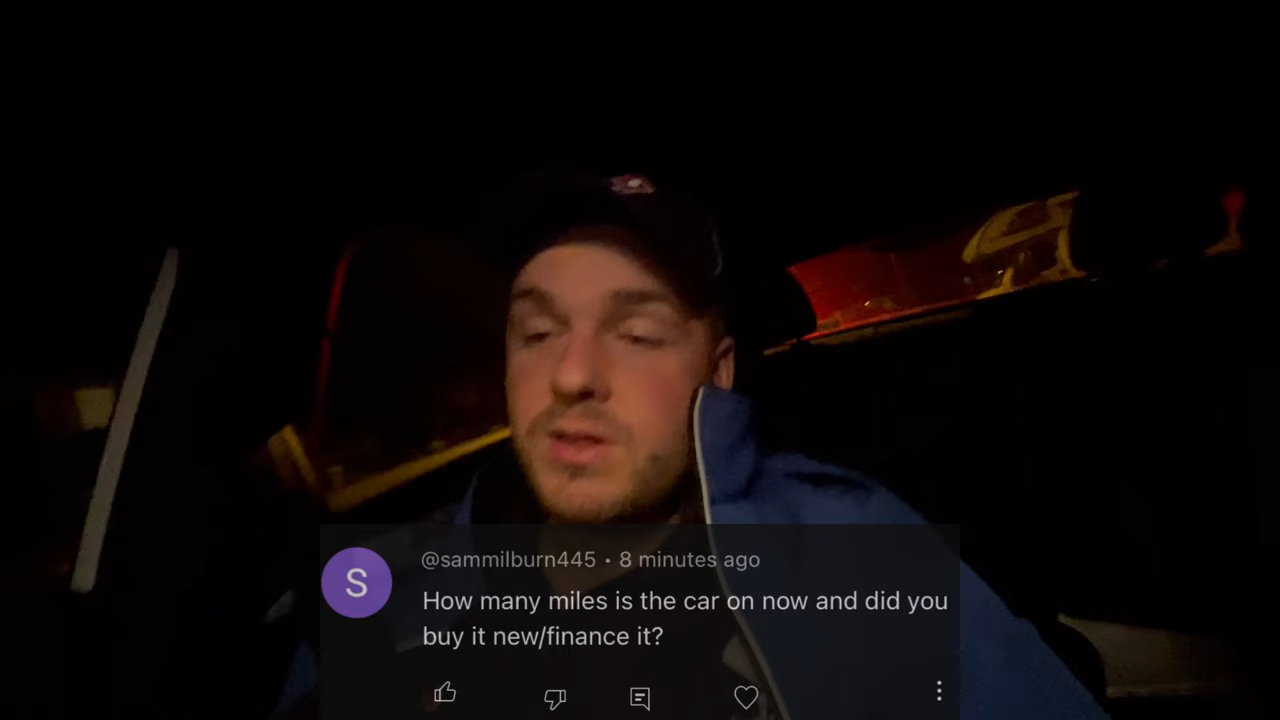 S
@sammilburn445 • 8 minutes ago
How many miles is the car on now and did you
buy it new/finance it?